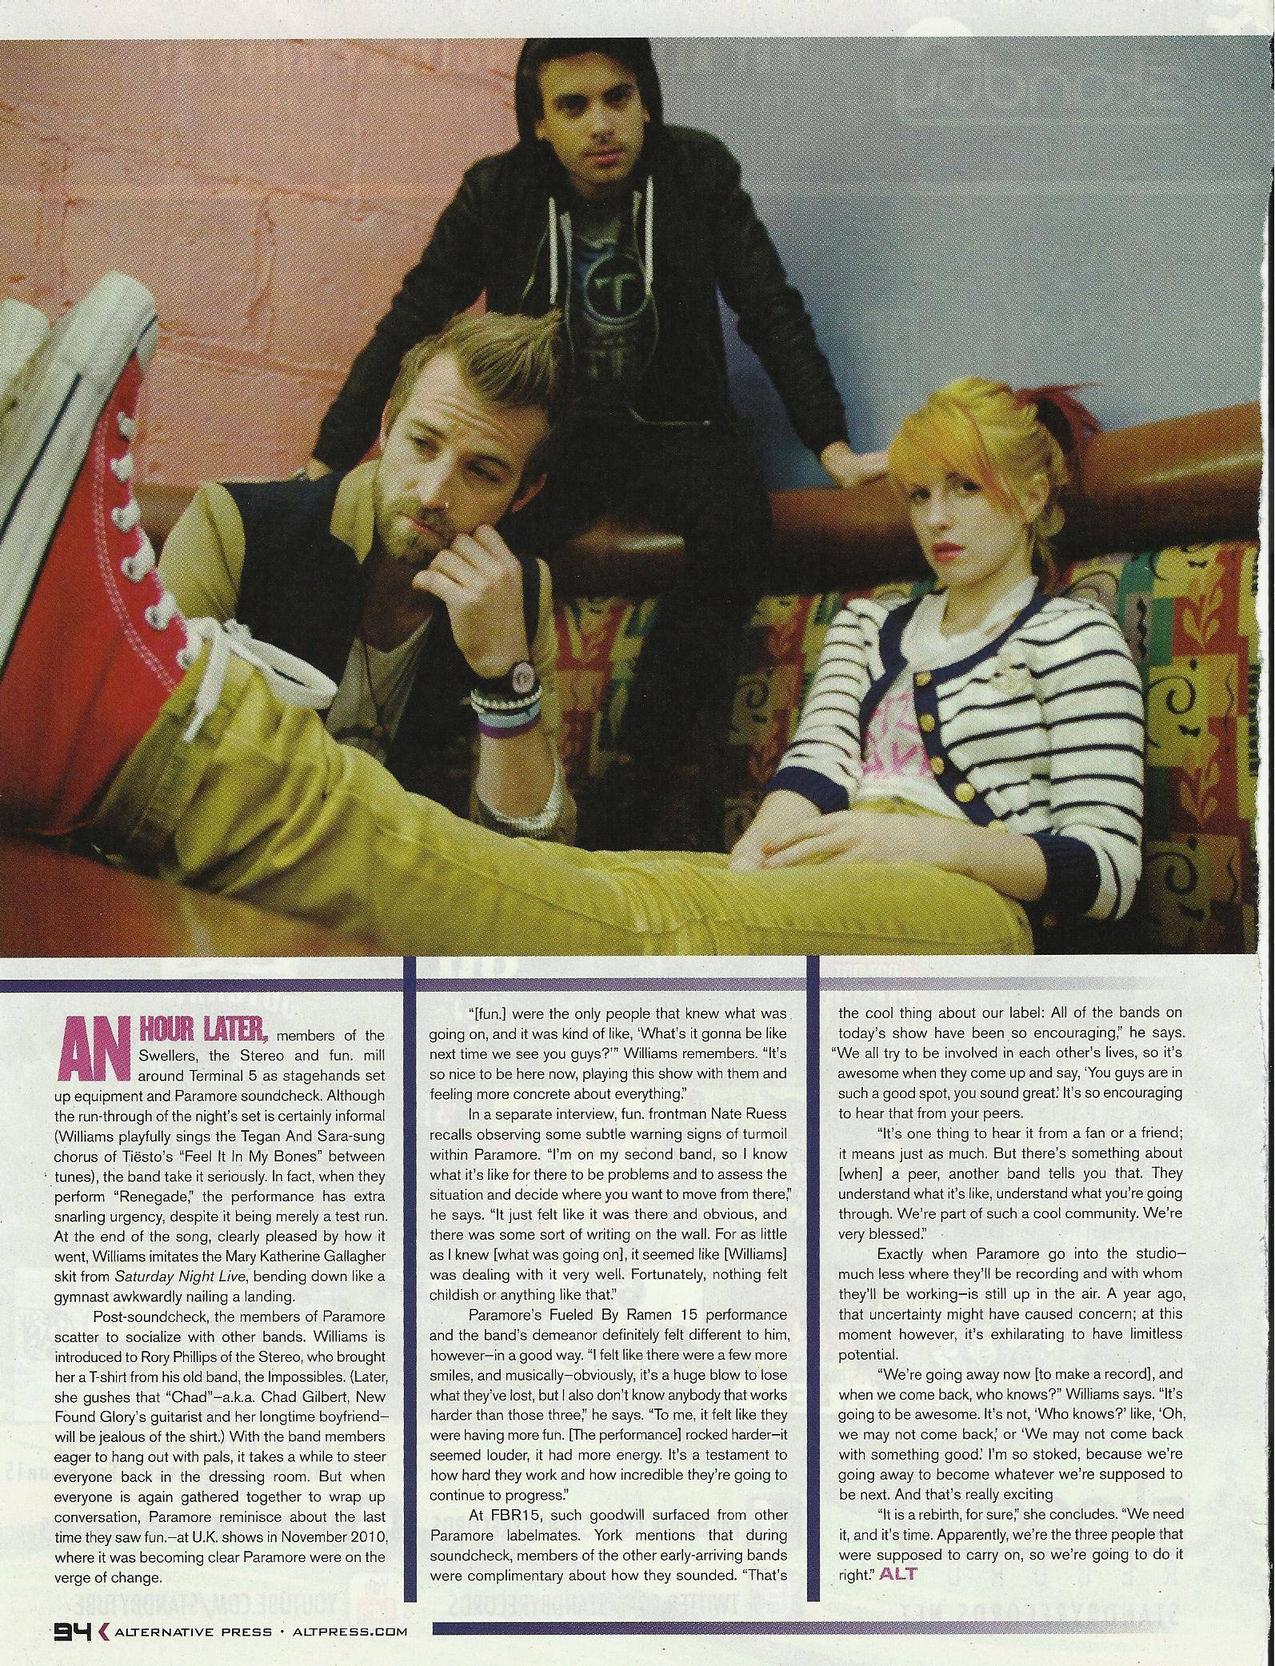 AN HOUR LATER, members of the
Swellers, the Stereo and fun. mill
around Terminal 5 as stagehands set
up equipment and Paramore soundcheck. Although
the run-through of the night's set is certainly informal
(Williams playfully sings the Tegan And Sara-sung
chorus of Tiësto's "Feel It In My Bones" between
tunes), the band take it seriously. In fact, when they
perform "Renegade," the performance has extra
snarling urgency, despite it being merely a test run.
At the end of the song, clearly pleased by how it
went, Williams imitates the Mary Katherine Gallagher
skit from Saturday Night Live, bending down like a
gymnast awkwardly nailing a landing.
Post-soundcheck, the members of Paramore
scatter to socialize with other bands. Williams is
introduced to Rory Phillips of the Stereo, who brought
her a T-shirt from his old band, the Impossibles. (Later,
she gushes that "Chad"—a.k.a. Chad Gilbert, New
Found Glory's guitarist and her longtime boyfriend—
will be jealous of the shirt.) With the band members
eager to hang out with pals, it takes a while to steer
everyone back in the dressing room. But when
everyone is again gathered together to wrap up
conversation, Paramore reminisce about the last
time they saw fun.—at U.K. shows in November 2010,
where it was becoming clear Paramore were on the
verge of change.
"[fun.] were the only people that knew what was
going on, and it was kind of like, 'What's it gonna be like
next time we see you guys?'" Williams remembers. "It's
so nice to be here now, playing this show with them and
feeling more concrete about everything."
In a separate interview, fun. frontman Nate Ruess
recalls observing some subtle warning signs of turmoil
within Paramore. "I'm on my second band, so I know
what it's like for there to be problems and to assess the
situation and decide where you want to move from there,"
he says. "It just felt like it was there and obvious, and
there was some sort of writing on the wall. For as little
as I knew [what was going on], it seemed like [Williams]
was dealing with it very well. Fortunately, nothing felt
childish or anything like that."
Paramore's Fueled By Ramen 15 performance
and the band's demeanor definitely felt different to him,
however—in a good way. "I felt like there were a few more
smiles, and musically—obviously, it's a huge blow to lose
what they've lost, but I also don't know anybody that works
harder than those three," he says. "To me, it felt like they
were having more fun. [The performance] rocked harder—it
seemed louder, it had more energy. It's a testament to
how hard they work and how incredible they're going to
continue to progress."
At FBR15, such goodwill surfaced from other
Paramore labelmates. York mentions that during
soundcheck, members of the other early-arriving bands
were complimentary about how they sounded. "That's
the cool thing about our label: All of the bands on
today's show have been so encouraging," he says.
"We all try to be involved in each other's lives, so it's
awesome when they come up and say, 'You guys are in
such a good spot, you sound great.' It's so encouraging
to hear that from your peers.
"It's one thing to hear it from a fan or a friend;
it means just as much. But there's something about
[when] a peer, another band tells you that. They
understand what it's like, understand what you're going
through. We're part of such a cool community. We're
very blessed."
Exactly when Paramore go into the studio—
much less where they'll be recording and with whom
they'll be working—is still up in the air. A year ago,
that uncertainty might have caused concern; at this
moment however, it's exhilarating to have limitless
potential.
"We're going away now [to make a record], and
when we come back, who knows?" Williams says. "It's
going to be awesome. It's not, 'Who knows?' like, 'Oh,
we may not come back,' or 'We may not come back
with something good.' I'm so stoked, because we're
going away to become whatever we're supposed to
be next. And that's really exciting
"It is a rebirth, for sure," she concludes. "We need
it, and it's time. Apparently, we're the three people that
were supposed to carry on, so we're going to do it
right." ALT
94 ALTERNATIVE PRESS • ALTPRESS.COM